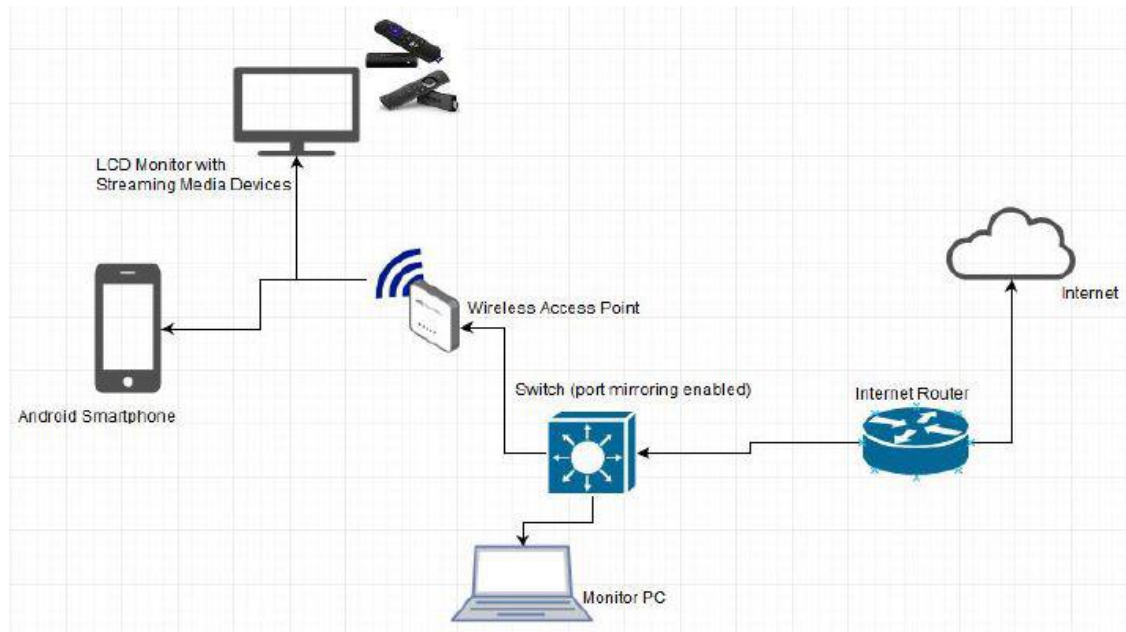 LCD Monitor with
Streaming Media Devices
Internet
Wireless Access Point
Switch (port mirroring enabled)
Internet Router
Android Smartphone
Monitor PC